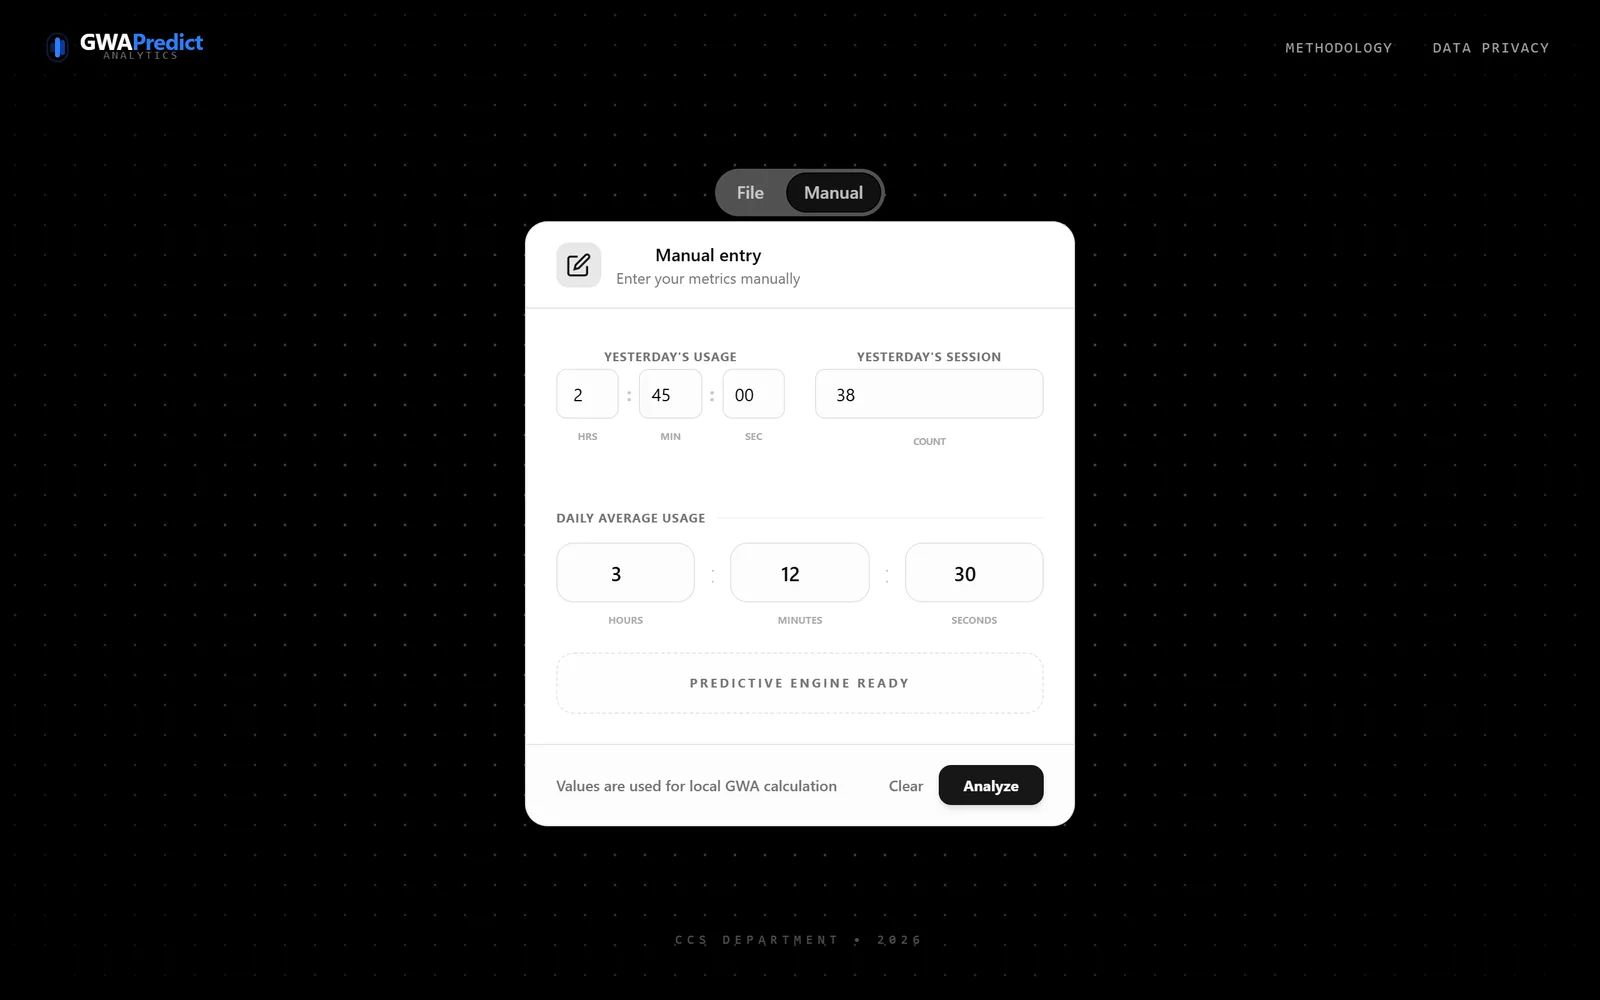 GWAPredict
ANALYTICS
METHODOLOGY DATA PRIVACY
File Manual
Manual entry
Enter your metrics manually
YESTERDAY'S USAGE YESTERDAY'S SESSION
2 : 45 : 00 38
HRS MIN SEC COUNT
DAILY AVERAGE USAGE
3 : 12 : 30
HOURS MINUTES SECONDS
PREDICTIVE ENGINE READY
Values are used for local GWA calculation Clear Analyze
CCS DEPARTMENT • 2026